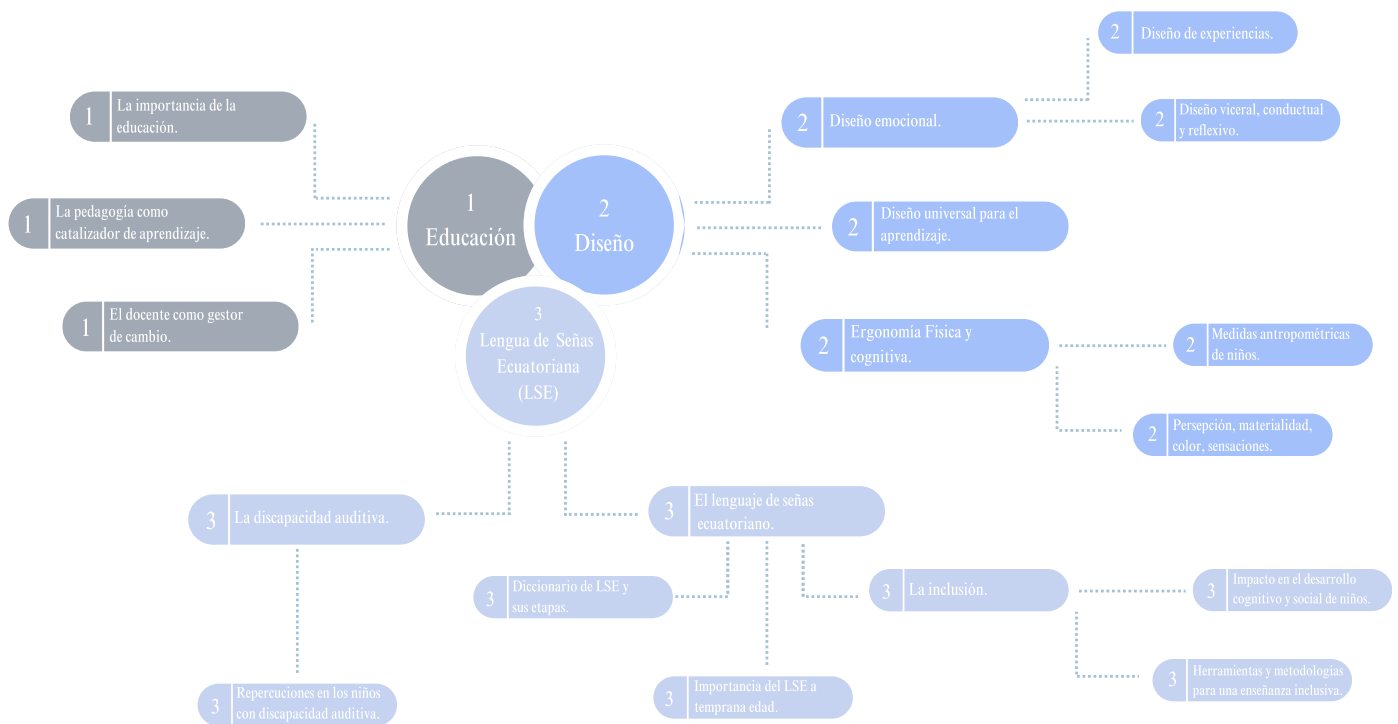 1
Educación
2
Diseño
3
Lengua de Señas
Ecuatoriana
(LSE)
1
La importancia de la
educación.
1
La pedagogía como
catalizador de aprendizaje.
1
El docente como gestor
de cambio.
2
Diseño emocional.
2
Diseño de experiencias.
2
Diseño viceral, conductual
y reflexivo.
2
Diseño universal para el
aprendizaje.
2
Ergonomía Física y
cognitiva.
2
Medidas antropométricas
de niños.
2
Persepción, materialidad,
color, sensaciones.
3
La discapacidad auditiva.
3
Repercuciones en los niños
con discapacidad auditiva.
3
El lenguaje de señas
ecuatoriano.
3
Diccionario de LSE y
sus etapas.
3
Importancia del LSE a
temprana edad.
3
La inclusión.
3
Impacto en el desarrollo
cognitivo y social de niños.
3
Herramientas y metodologías
para una enseñanza inclusiva.